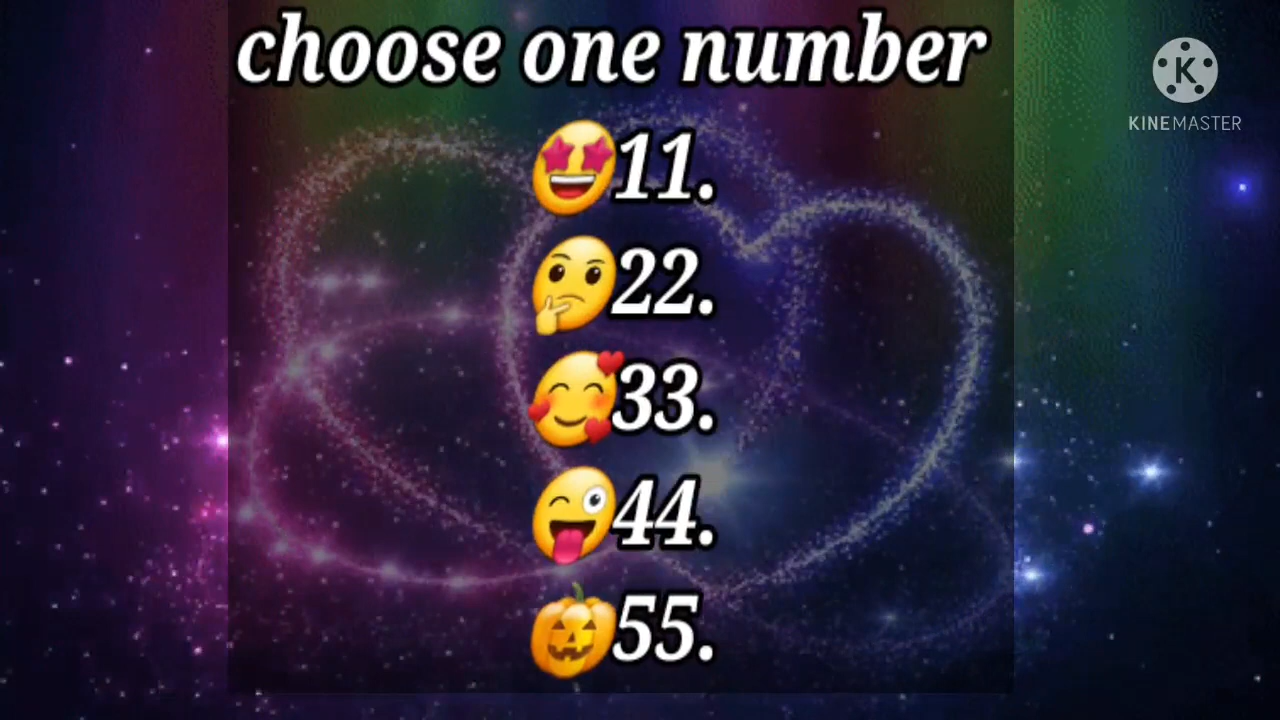 choose one number
KINEMASTER
🤩11.
🤔22.
🥰33.
😜44.
🎃55.